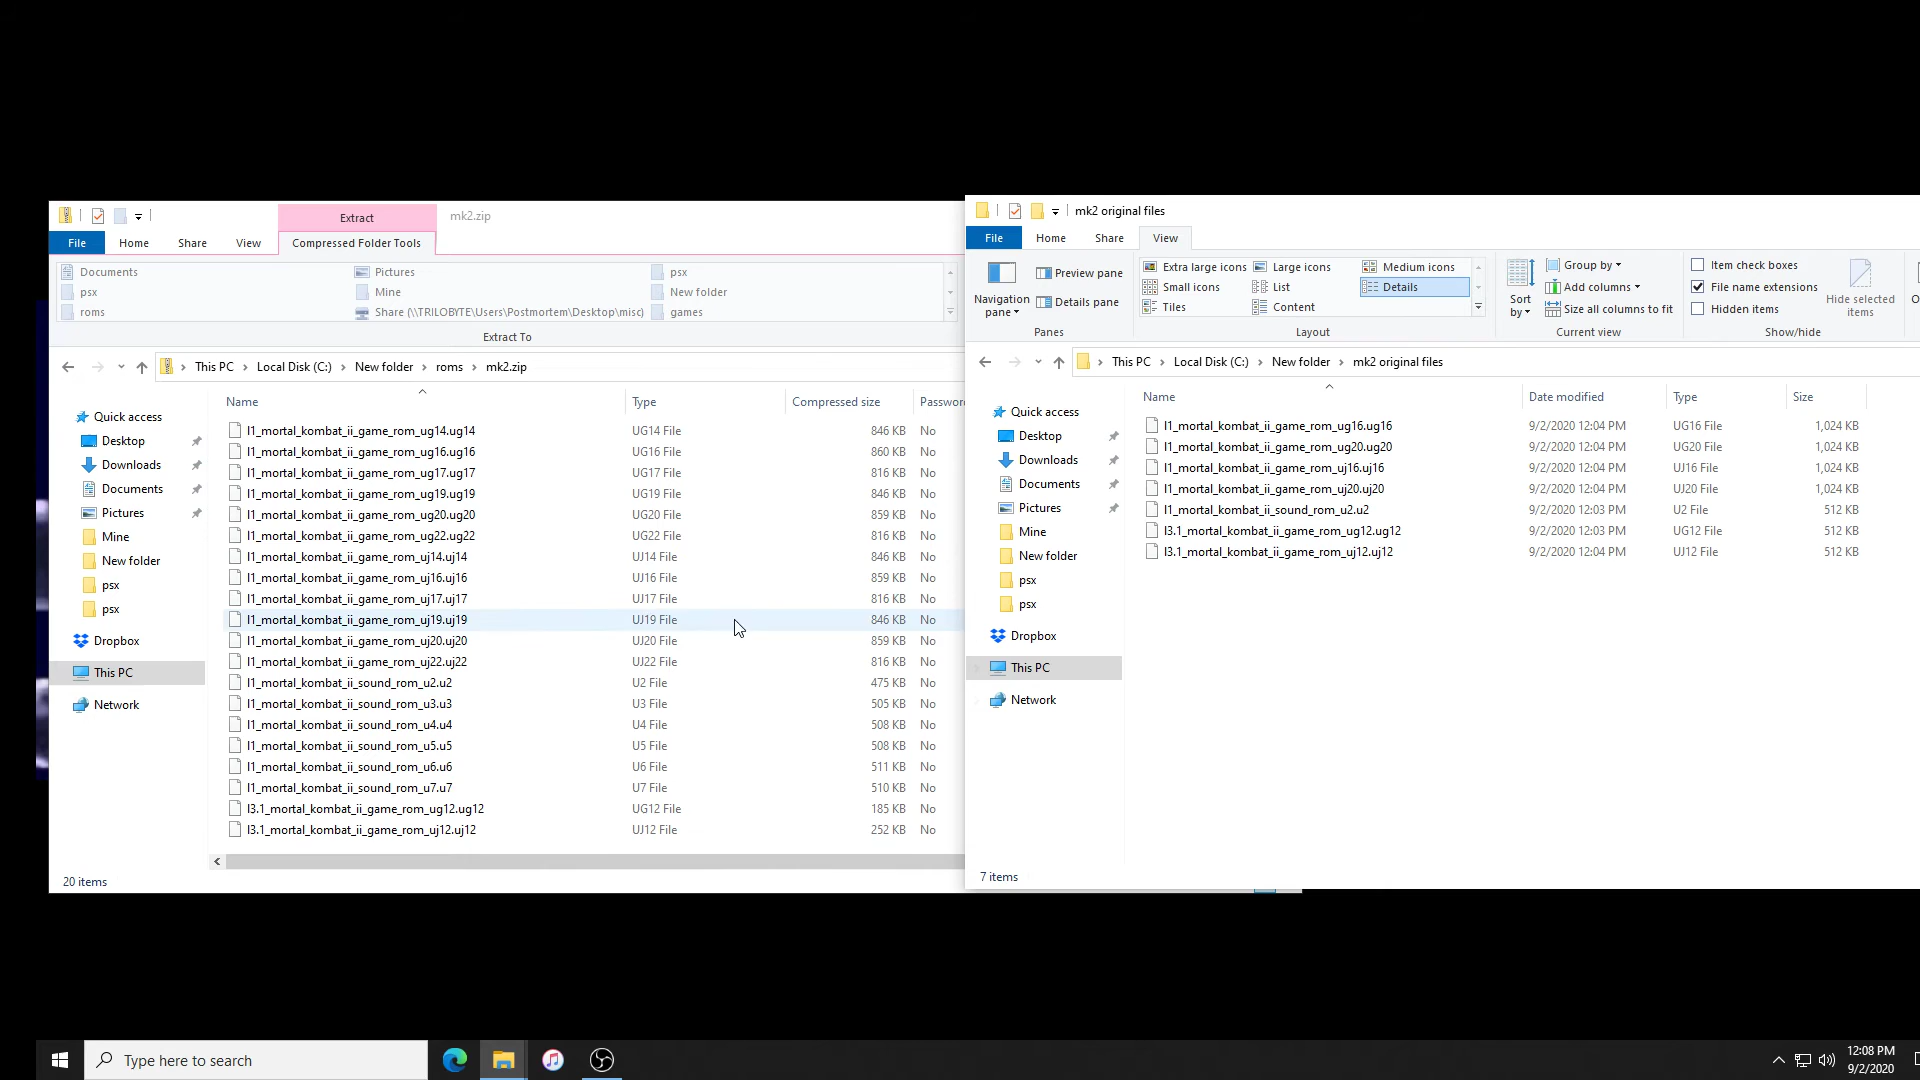 Extract
mk2.zip
File
Home
Share
View
Compressed Folder Tools
Documents
Pictures
psx
psx
Mine
New folder
roms
Share (\\TRILOBYTE\Users\Postmortem\Desktop\misc)
games
Extract To
This PC > Local Disk (C:) > New folder > roms > mk2.zip
Name
Type
Compressed size
Passwor
Quick access
Desktop
Downloads
Documents
Pictures
Mine
New folder
psx
psx
Dropbox
This PC
Network
l1_mortal_kombat_ii_game_rom_ug14.ug14 UG14 File 846 KB No
l1_mortal_kombat_ii_game_rom_ug16.ug16 UG16 File 860 KB No
l1_mortal_kombat_ii_game_rom_ug17.ug17 UG17 File 816 KB No
l1_mortal_kombat_ii_game_rom_ug19.ug19 UG19 File 846 KB No
l1_mortal_kombat_ii_game_rom_ug20.ug20 UG20 File 859 KB No
l1_mortal_kombat_ii_game_rom_ug22.ug22 UG22 File 816 KB No
l1_mortal_kombat_ii_game_rom_uj14.uj14 UJ14 File 846 KB No
l1_mortal_kombat_ii_game_rom_uj16.uj16 UJ16 File 859 KB No
l1_mortal_kombat_ii_game_rom_uj17.uj17 UJ17 File 816 KB No
l1_mortal_kombat_ii_game_rom_uj19.uj19 UJ19 File 846 KB No
l1_mortal_kombat_ii_game_rom_uj20.uj20 UJ20 File 859 KB No
l1_mortal_kombat_ii_game_rom_uj22.uj22 UJ22 File 816 KB No
l1_mortal_kombat_ii_sound_rom_u2.u2 U2 File 475 KB No
l1_mortal_kombat_ii_sound_rom_u3.u3 U3 File 505 KB No
l1_mortal_kombat_ii_sound_rom_u4.u4 U4 File 508 KB No
l1_mortal_kombat_ii_sound_rom_u5.u5 U5 File 508 KB No
l1_mortal_kombat_ii_sound_rom_u6.u6 U6 File 511 KB No
l1_mortal_kombat_ii_sound_rom_u7.u7 U7 File 510 KB No
l3.1_mortal_kombat_ii_game_rom_ug12.ug12 UG12 File 185 KB No
l3.1_mortal_kombat_ii_game_rom_uj12.uj12 UJ12 File 252 KB No
20 items
mk2 original files
File
Home
Share
View
Navigation
pane
Preview pane
Details pane
Panes
Extra large icons
Large icons
Medium icons
Small icons
List
Details
Tiles
Content
Layout
Sort
by
Group by
Add columns
Size all columns to fit
Current view
Item check boxes
File name extensions
Hidden items
Hide selected
items
Show/hide
This PC > Local Disk (C:) > New folder > mk2 original files
Name
Date modified
Type
Size
Quick access
Desktop
Downloads
Documents
Pictures
Mine
New folder
psx
psx
Dropbox
This PC
Network
l1_mortal_kombat_ii_game_rom_ug16.ug16 9/2/2020 12:04 PM UG16 File 1,024 KB
l1_mortal_kombat_ii_game_rom_ug20.ug20 9/2/2020 12:04 PM UG20 File 1,024 KB
l1_mortal_kombat_ii_game_rom_uj16.uj16 9/2/2020 12:04 PM UJ16 File 1,024 KB
l1_mortal_kombat_ii_game_rom_uj20.uj20 9/2/2020 12:04 PM UJ20 File 1,024 KB
l1_mortal_kombat_ii_sound_rom_u2.u2 9/2/2020 12:03 PM U2 File 512 KB
l3.1_mortal_kombat_ii_game_rom_ug12.ug12 9/2/2020 12:03 PM UG12 File 512 KB
l3.1_mortal_kombat_ii_game_rom_uj12.uj12 9/2/2020 12:04 PM UJ12 File 512 KB
7 items
Type here to search
12:08 PM
9/2/2020